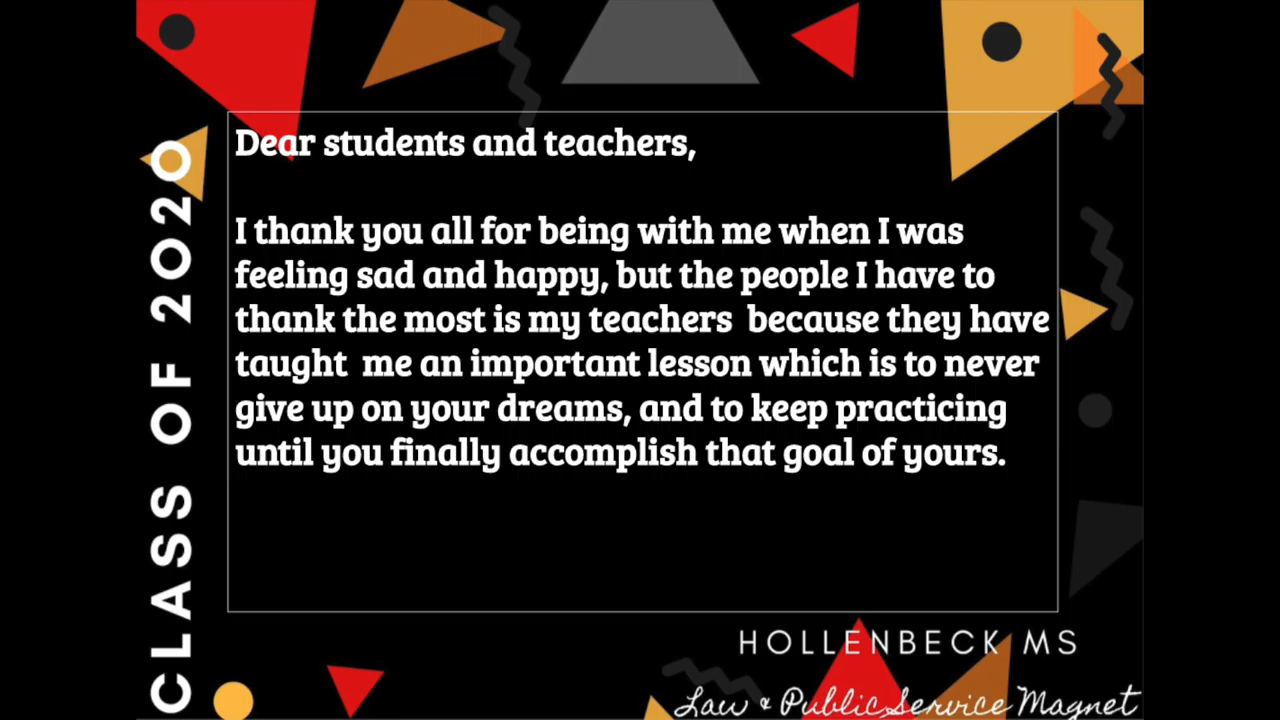 CLASS OF 2020
Dear students and teachers,
I thank you all for being with me when I was
feeling sad and happy, but the people I have to
thank the most is my teachers  because they have
taught  me an important lesson which is to never
give up on your dreams, and to keep practicing
until you finally accomplish that goal of yours.
HOLLENBECK MS
Law & Public Service Magnet